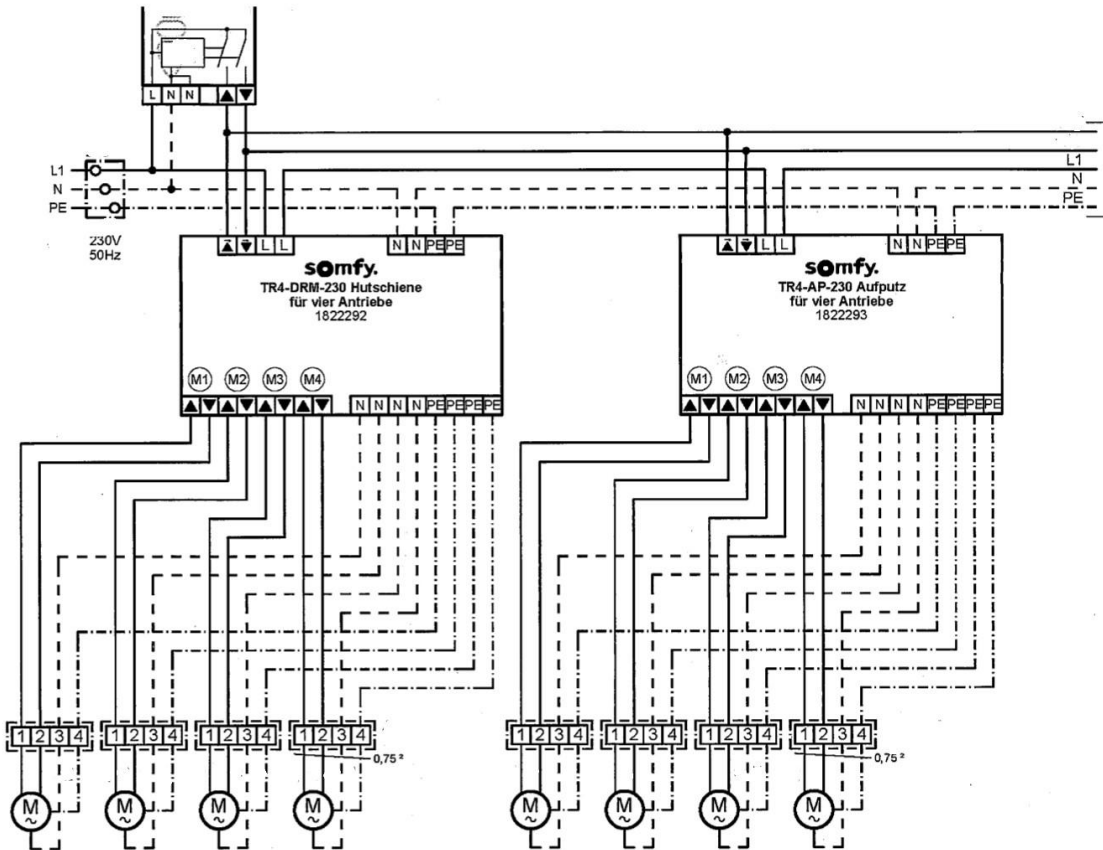 L N N ▲ ▼
L1
N
PE
230V
50Hz
L1
N
PE
▲ ▼ L L N N PE PE
somfy.
TR4-DRM-230 Hutschiene
für vier Antriebe
1822292
M1 M2 M3 M4
▲ ▼ ▲ ▼ ▲ ▼ ▲ ▼ N N N N PE PE PE PE
▲ ▼ L L N N PE PE
somfy.
TR4-AP-230 Aufputz
für vier Antriebe
1822293
M1 M2 M3 M4
▲ ▼ ▲ ▼ ▲ ▼ ▲ ▼ N N N N PE PE PE PE
1 2 3 4 1 2 3 4 1 2 3 4 1 2 3 4
0,75 ²
M ~ M ~ M ~ M ~
1 2 3 4 1 2 3 4 1 2 3 4 1 2 3 4
0,75 ²
M ~ M ~ M ~ M ~